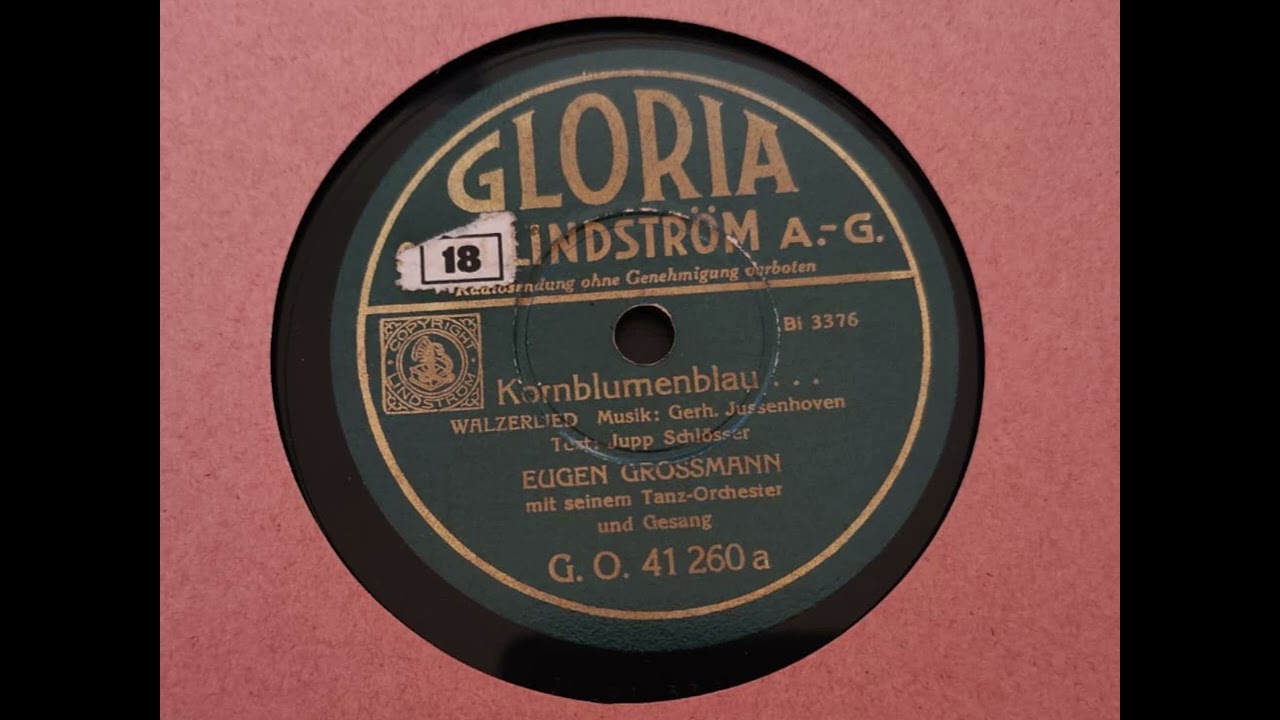 GLORIA
LINDSTRÖM A.-G.
18
Radiosendung ohne Genehmigung verboten
Bi 3376
COPYRIGHT
LINDSTRÖM
Kornblumenblau . . .
WALZERLIED Musik: Gerh. Jussenhoven
Text: Jupp Schlösser
EUGEN GROSSMANN
mit seinem Tanz-Orchester
und Gesang
G. O. 41 260 a